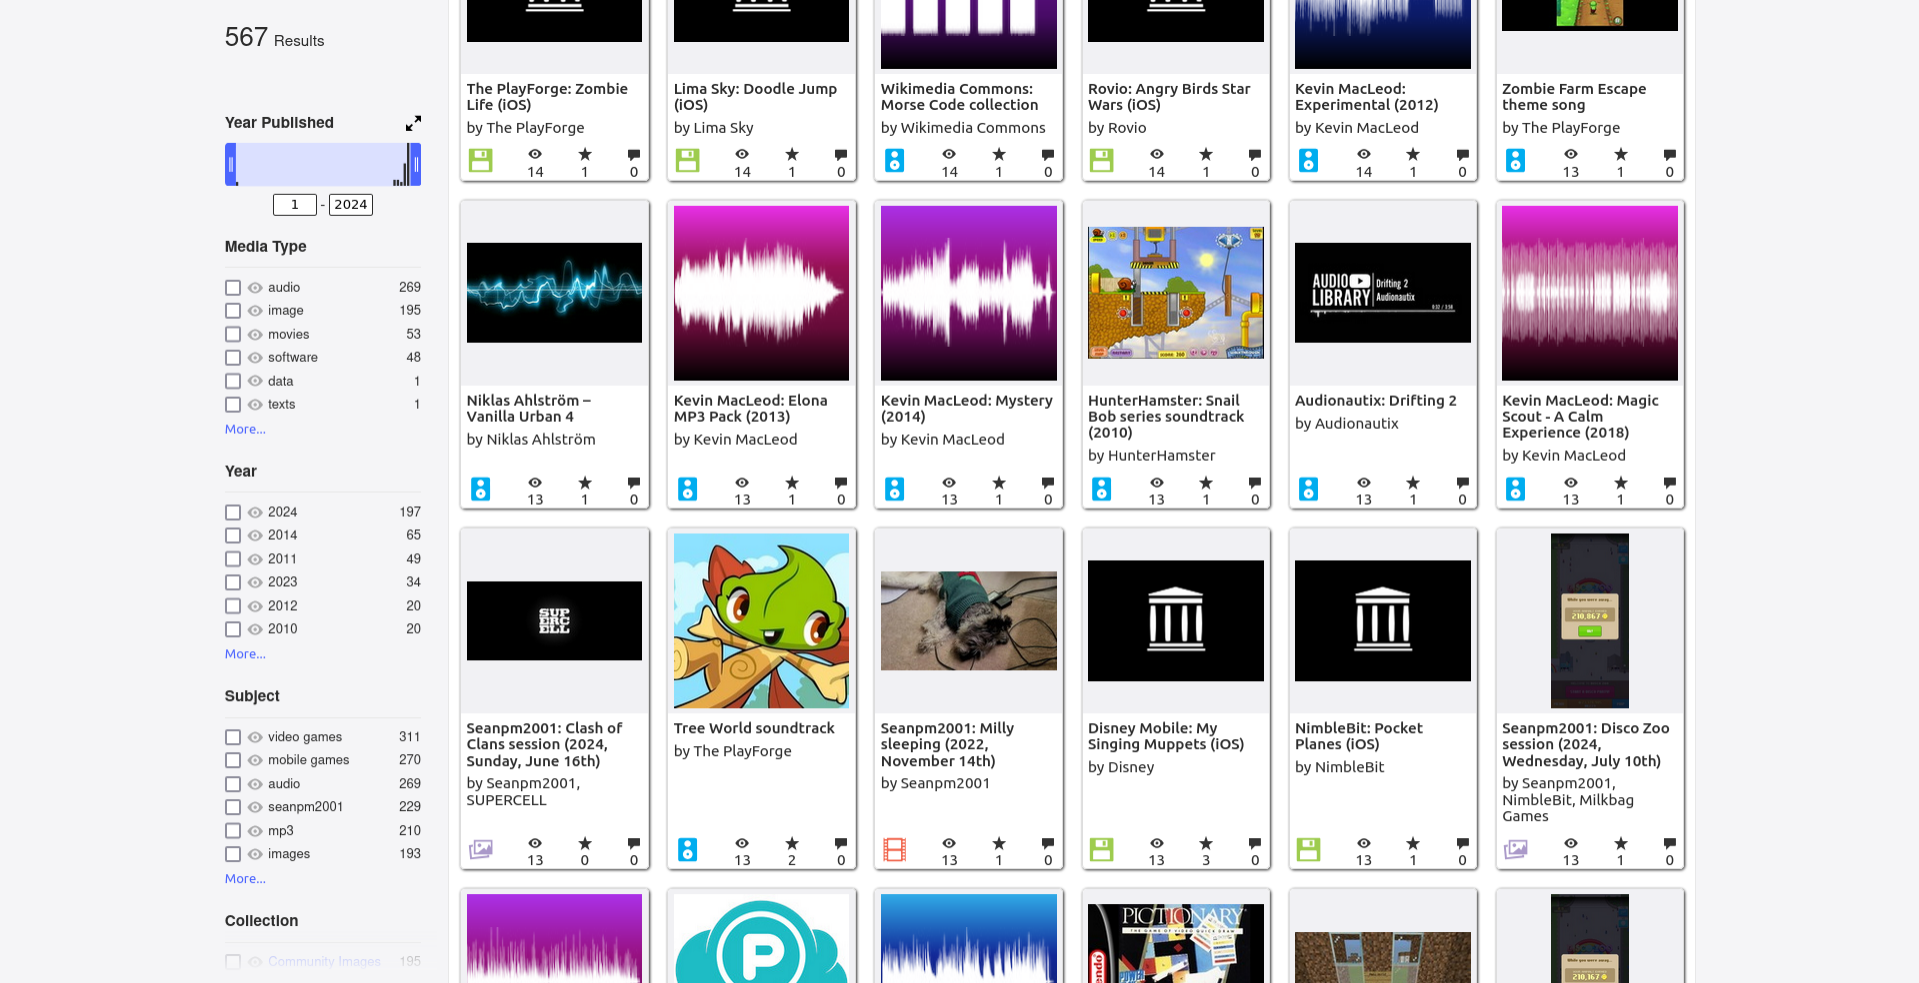 567 Results
Year Published
1 - 2024
Media Type
audio 269
image 195
movies 53
software 48
data 1
texts 1
More...
Year
2024 197
2014 65
2011 49
2023 34
2012 20
2010 20
More...
Subject
video games 311
mobile games 270
audio 269
seanpm2001 229
mp3 210
images 193
More...
Collection
Community Images 195
The PlayForge: Zombie
Life (iOS)
by The PlayForge
14 1 0
Lima Sky: Doodle Jump
(iOS)
by Lima Sky
14 1 0
Wikimedia Commons:
Morse Code collection
by Wikimedia Commons
14 1 0
Rovio: Angry Birds Star
Wars (iOS)
by Rovio
14 1 0
Kevin MacLeod:
Experimental (2012)
by Kevin MacLeod
14 1 0
Zombie Farm Escape
theme song
by The PlayForge
13 1 0
Niklas Ahlström –
Vanilla Urban 4
by Niklas Ahlström
13 1 0
Kevin MacLeod: Elona
MP3 Pack (2013)
by Kevin MacLeod
13 1 0
Kevin MacLeod: Mystery
(2014)
by Kevin MacLeod
13 1 0
HunterHamster: Snail
Bob series soundtrack
(2010)
by HunterHamster
13 1 0
AUDIO
LIBRARY
Drifting 2
Audionautix
Audionautix: Drifting 2
by Audionautix
13 1 0
Kevin MacLeod: Magic
Scout - A Calm
Experience (2018)
by Kevin MacLeod
13 1 0
SUP
ERC
ELL
Seanpm2001: Clash of
Clans session (2024,
Sunday, June 16th)
by Seanpm2001,
SUPERCELL
13 0 0
Tree World soundtrack
by The PlayForge
13 2 0
Seanpm2001: Milly
sleeping (2022,
November 14th)
by Seanpm2001
13 1 0
Disney Mobile: My
Singing Muppets (iOS)
by Disney
13 3 0
NimbleBit: Pocket
Planes (iOS)
by NimbleBit
13 1 0
While you were away...
210,867
Seanpm2001: Disco Zoo
session (2024,
Wednesday, July 10th)
by Seanpm2001,
NimbleBit, Milkbag
Games
13 1 0
P
PICTIONARY
THE GAME OF VIDEO QUICK DRAW
POWER
While you were away...
210,167